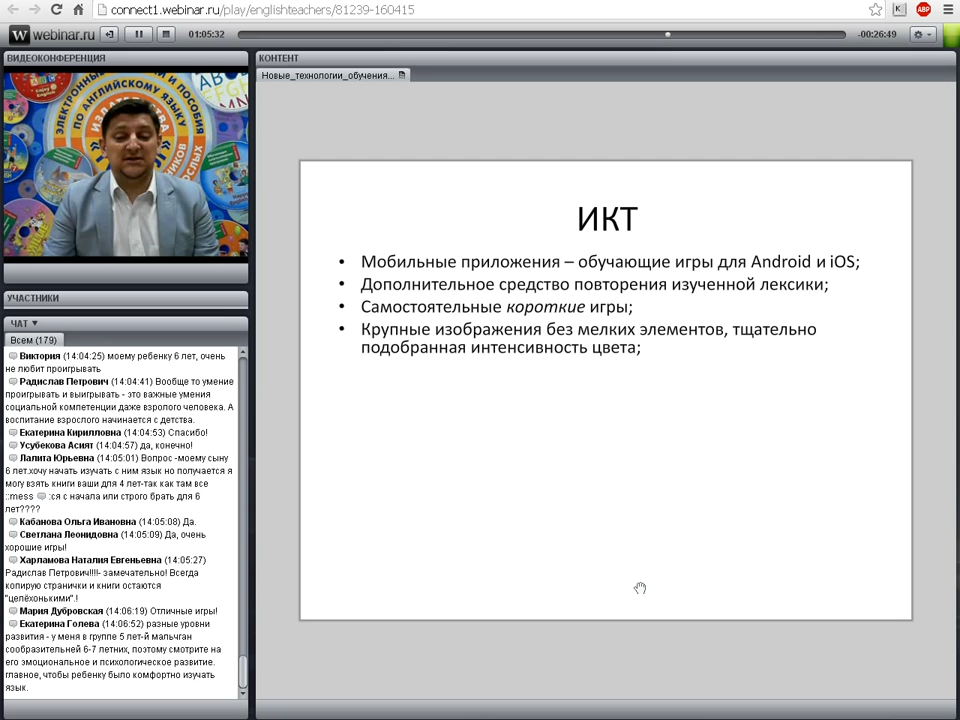 connect1.webinar.ru/play/englishteachers/81239-160415
K
ABP
W webinar.ru
01:05:32
-00:26:49
ВИДЕОКОНФЕРЕНЦИЯ
ЭЛЕКТРОННЫЕ
ПО АНГЛИЙСКОМУ ЯЗЫКУ
И ПОСОБИЯ
УЧАСТНИКИ
ЧАТ
Всем (179)
Виктория (14:04:25) моему ребенку 6 лет, очень
не любит проигрывать
Радислав Петрович (14:04:41) Вообще то умение
проигрывать и выигрывать - это важные умения
социальной компетенции даже взролого человека. А
воспитание взрослого начинается с детства.
Екатерина Кирилловна (14:04:53) Спасибо!
Усубекова Асият (14:04:57) да, конечно!
Лалита Юрьевна (14:05:01) Вопрос -моему сыну
6 лет.хочу начать изучать с ним язык но получается я
могу взять книги ваши для 4 лет-так как там все
::mess :ся с начала или строго брать для 6
лет????
Кабанова Ольга Ивановна (14:05:08) Да.
Светлана Леонидовна (14:05:09) Да, очень
хорошие игры!
Харламова Наталия Евгеньевна (14:05:27)
Радислав Петрович!!!!- замечательно! Всегда
копирую странички и книги остаются
"целёхонькими".!
Мария Дубровская (14:06:19) Отличные игры!
Екатерина Голева (14:06:52) разные уровни
развития - у меня в группе 5 лет-й мальчган
сообразительней 6-7 летних, поэтому смотрите на
его эмоциональное и психологическое развитие.
главное, чтобы ребенку было комфортно изучать
язык.
КОНТЕНТ
Новые_технологии_обучения...
ИКТ
• Мобильные приложения – обучающие игры для Android и iOS;
• Дополнительное средство повторения изученной лексики;
• Самостоятельные короткие игры;
• Крупные изображения без мелких элементов, тщательно
подобранная интенсивность цвета;